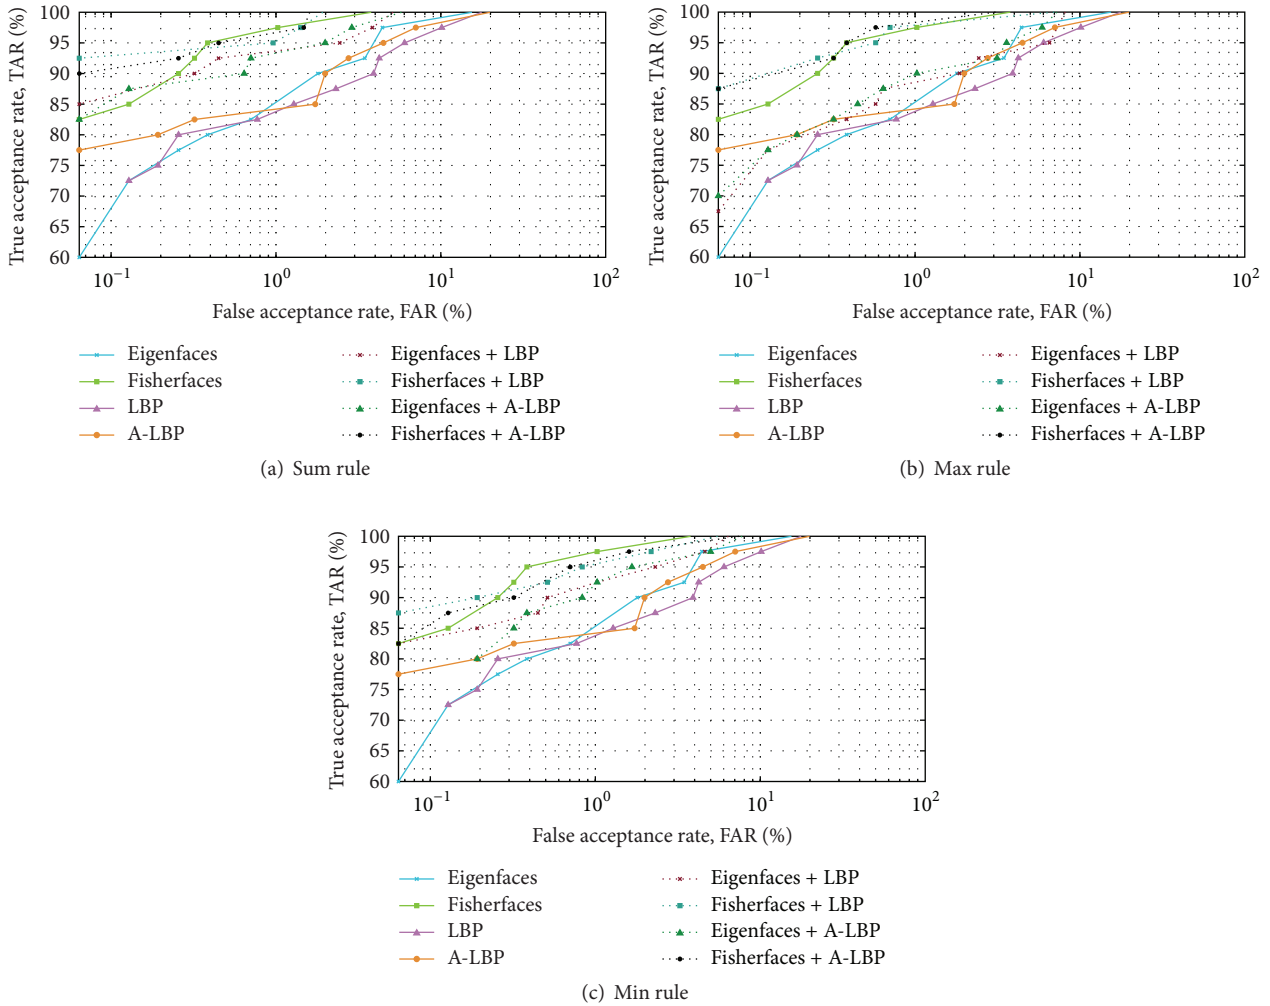 True acceptance rate, TAR (%)
100
95
90
85
80
75
70
65
60
10−1
100
101
102
False acceptance rate, FAR (%)
Eigenfaces
Fisherfaces
LBP
A-LBP
Eigenfaces + LBP
Fisherfaces + LBP
Eigenfaces + A-LBP
Fisherfaces + A-LBP
(a) Sum rule
True acceptance rate, TAR (%)
100
95
90
85
80
75
70
65
60
10−1
100
101
102
False acceptance rate, FAR (%)
Eigenfaces
Fisherfaces
LBP
A-LBP
Eigenfaces + LBP
Fisherfaces + LBP
Eigenfaces + A-LBP
Fisherfaces + A-LBP
(b) Max rule
True acceptance rate, TAR (%)
100
95
90
85
80
75
70
65
60
10−1
100
101
102
False acceptance rate, FAR (%)
Eigenfaces
Fisherfaces
LBP
A-LBP
Eigenfaces + LBP
Fisherfaces + LBP
Eigenfaces + A-LBP
Fisherfaces + A-LBP
(c) Min rule